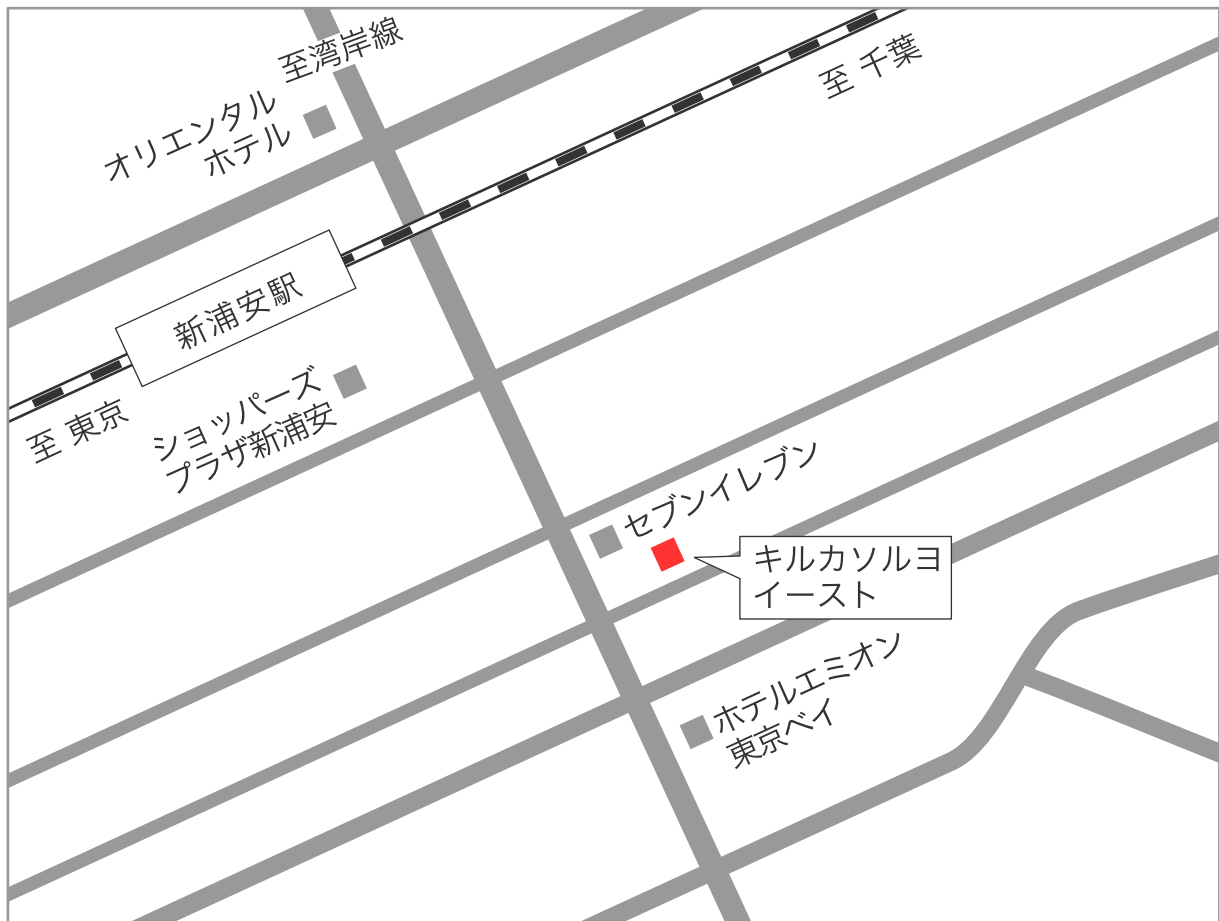 至湾岸線
オリエンタル
ホテル
至 千葉
新浦安駅
至 東京
ショッパーズ
プラザ新浦安
セブンイレブン
キルカソルヨ
イースト
ホテルエミオン
東京ベイ